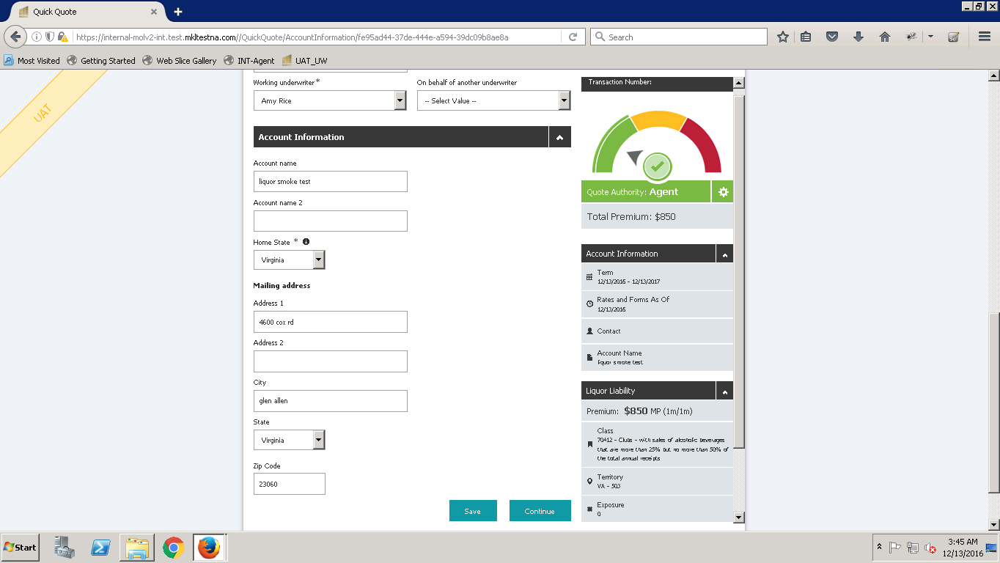 Quick Quote
https://internal-molv2-int.test.mkltestna.com//QuickQuote/AccountInformation/fe95ad44-37de-444e-a594-39dc09b8ae8a
Search
Most Visited
Getting Started
Web Slice Gallery
INT-Agent
UAT_UW
UAT
Working underwriter *
On behalf of another underwriter
Amy Rice
-- Select Value --
Account Information
Account name
liquor smoke test
Account name 2
Home State *
Virginia
Mailing address
Address 1
4600 cox rd
Address 2
City
glen allen
State
Virginia
Zip Code
23060
Save
Continue
Transaction Number:
Quote Authority: Agent
Total Premium: $850
Account Information
Term
12/13/2016 - 12/13/2017
Rates and Forms As Of
12/13/2016
Contact
Account Name
liquor smoke test
Liquor Liability
Premium: $850 MP (1m/1m)
Class
70412 - Clubs - with sales of alcoholic beverages
that are more than 25% but no more than 50% of
the total annual receipts
Territory
VA - 503
Exposure
0
Start
3:45 AM
12/13/2016